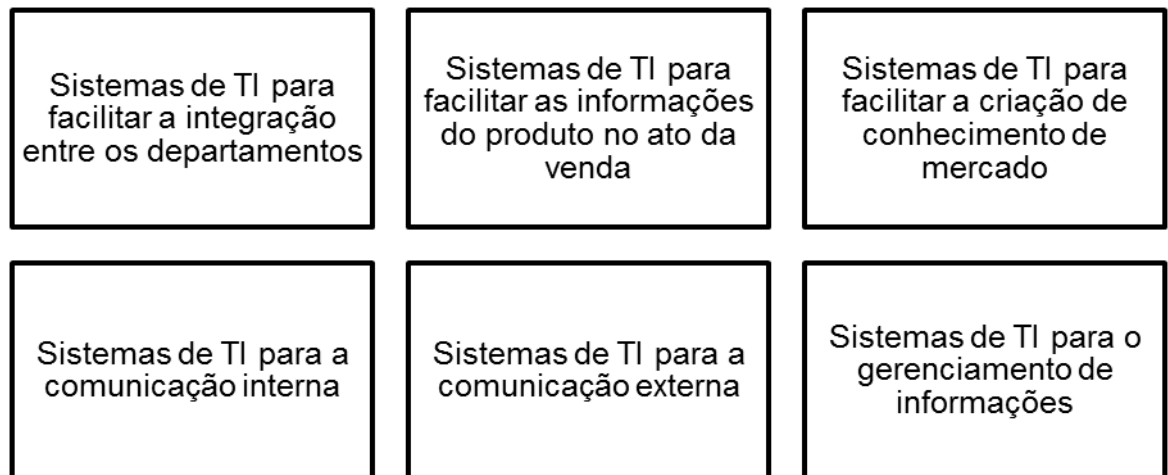 Sistemas de TI para
facilitar a integração
entre os departamentos
Sistemas de TI para
facilitar as informações
do produto no ato da
venda
Sistemas de TI para
facilitar a criação de
conhecimento de
mercado
Sistemas de TI para a
comunicação interna
Sistemas de TI para a
comunicação externa
Sistemas de TI para o
gerenciamento de
informações